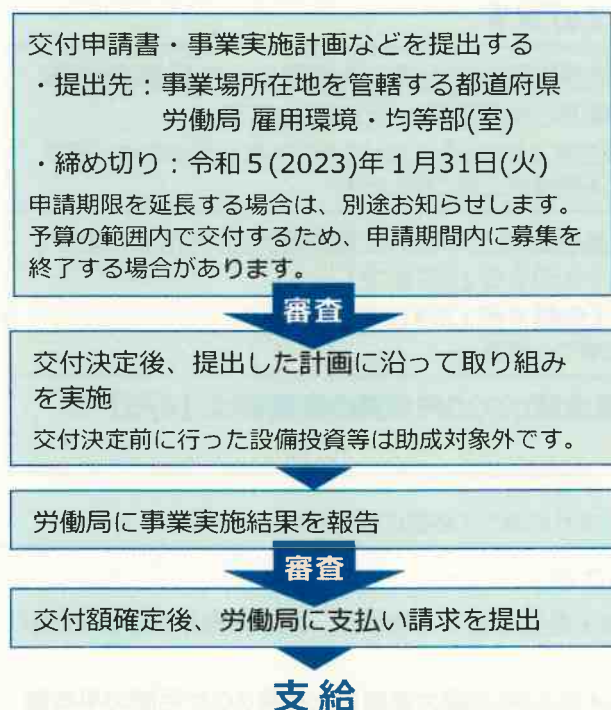 交付申請書・事業実施計画などを提出する
・提出先：事業場所在地を管轄する都道府県
労働局 雇用環境・均等部(室)
・締め切り：令和５(2023)年１月31日(火)
申請期限を延長する場合は、別途お知らせします。
予算の範囲内で交付するため、申請期間内に募集を
終了する場合があります。
審査
交付決定後、提出した計画に沿って取り組み
を実施
交付決定前に行った設備投資等は助成対象外です。
労働局に事業実施結果を報告
審査
交付額確定後、労働局に支払い請求を提出
支給